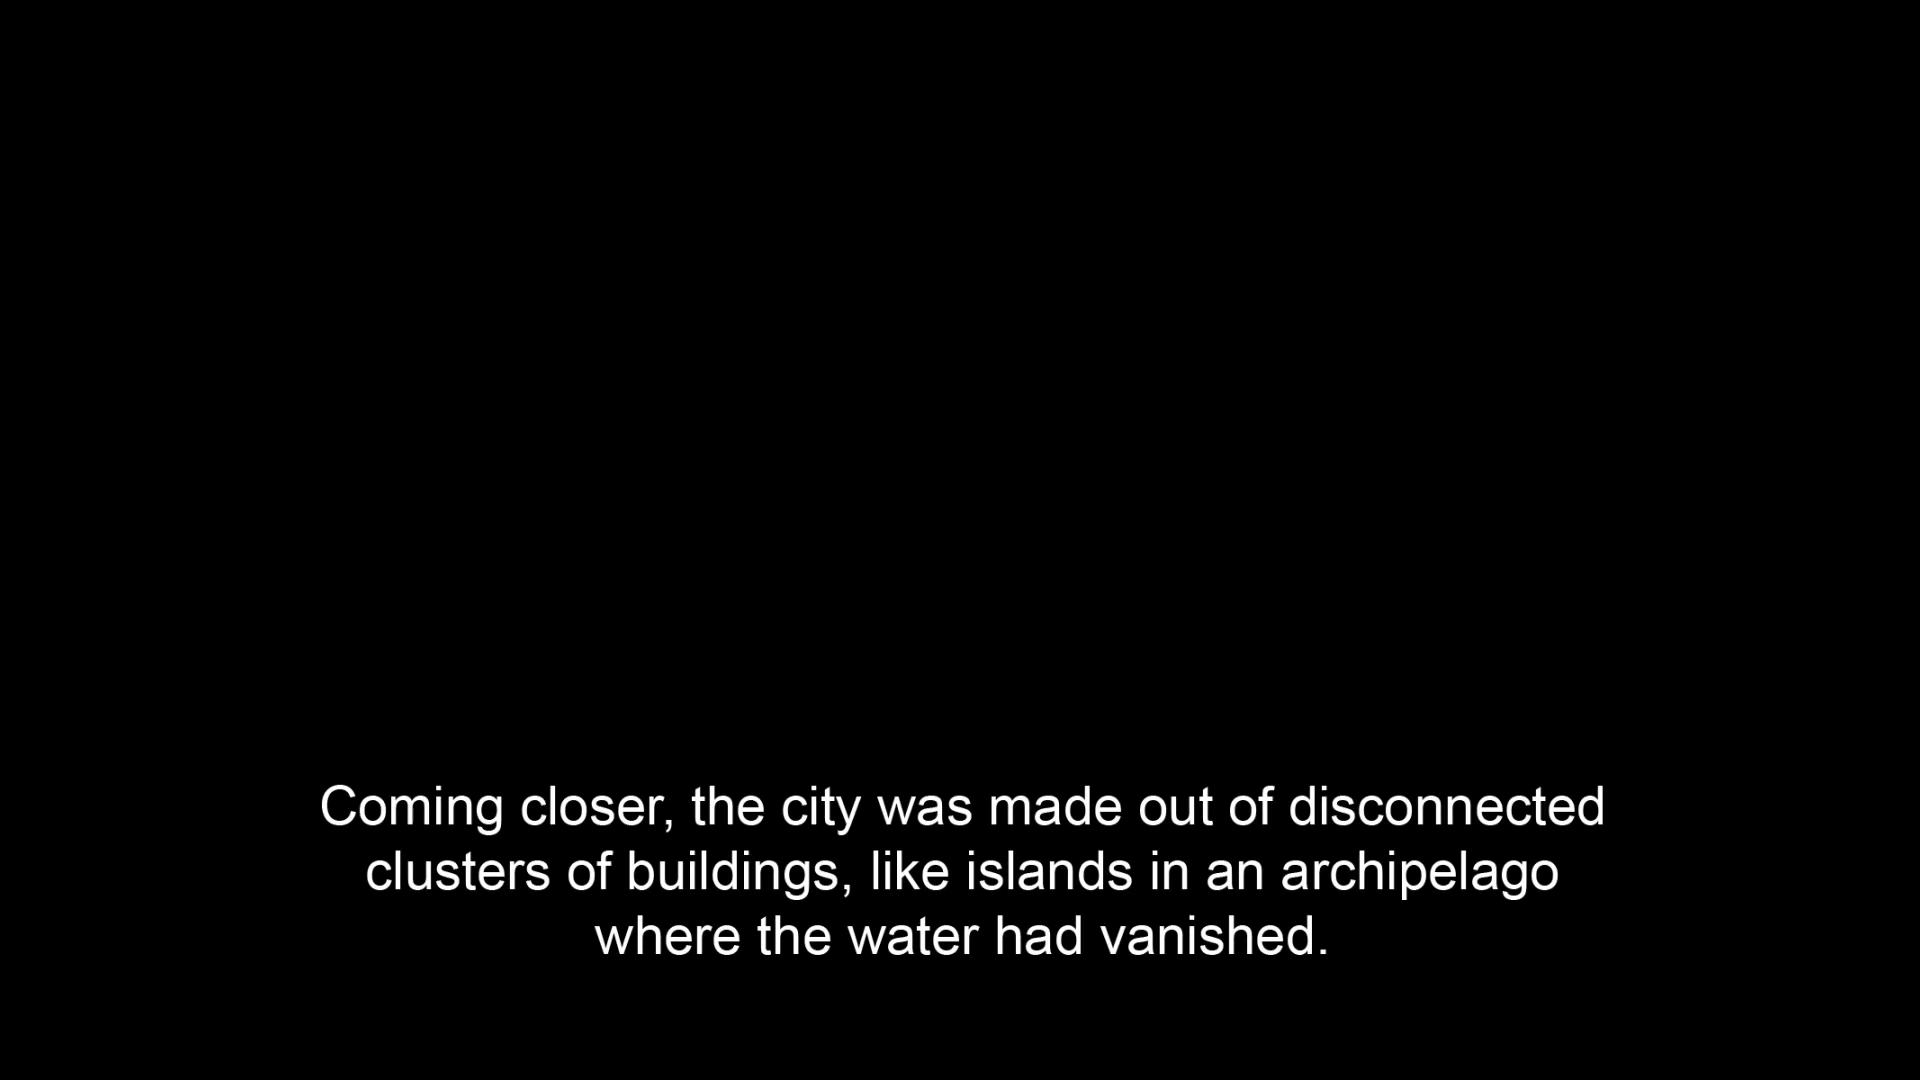 Coming closer, the city was made out of disconnected
clusters of buildings, like islands in an archipelago
where the water had vanished.